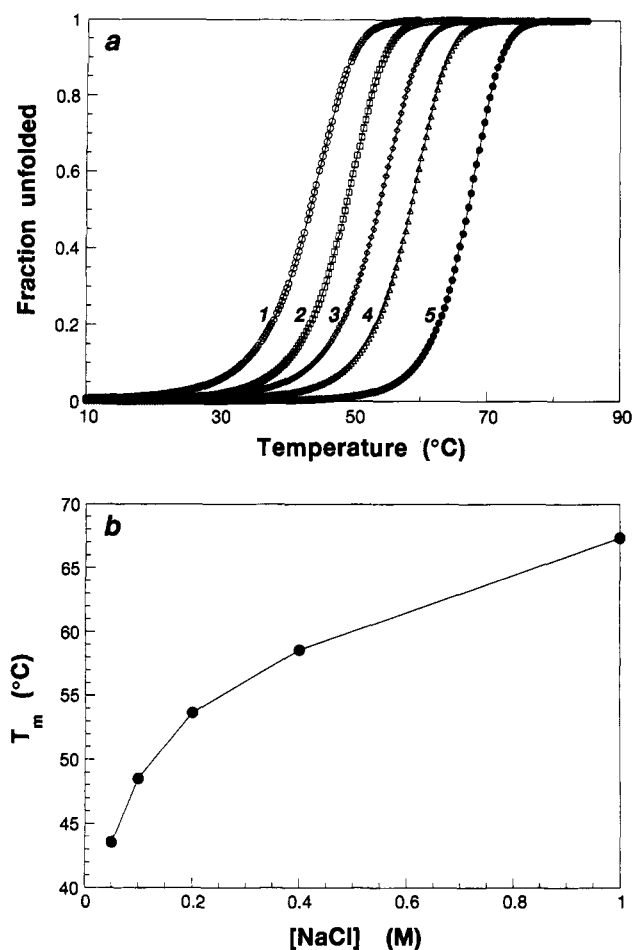 a
1
0.8
0.6
0.4
0.2
0
Fraction unfolded
1 2 3 4 5
10 30 50 70 90
Temperature (°C)
b
70
65
60
55
50
45
40
Tm (°C)
0 0.2 0.4 0.6 0.8 1
[NaCl] (M)